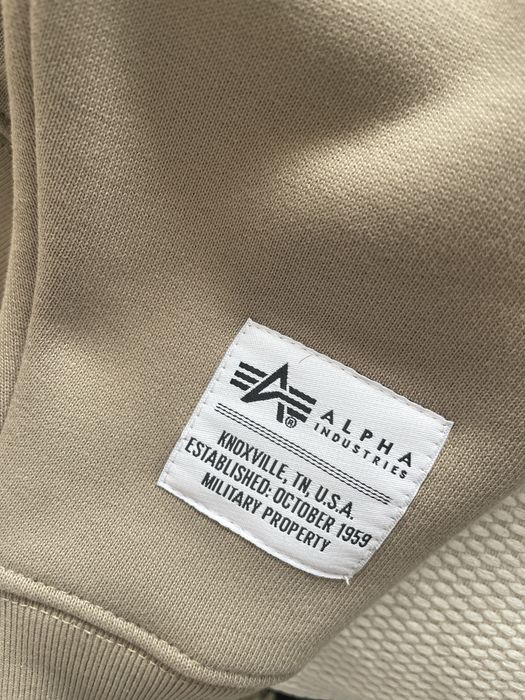 ALPHA
INDUSTRIES
®
KNOXVILLE, TN, U.S.A.
ESTABLISHED: OCTOBER 1959
MILITARY PROPERTY